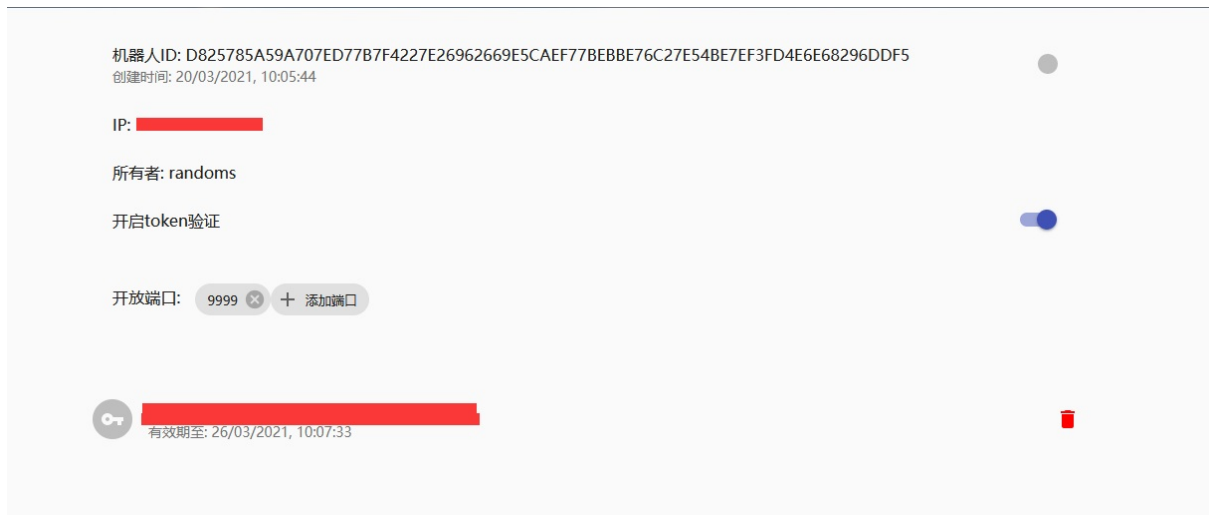 机器人ID: D825785A59A707ED77B7F4227E26962669E5CAEF77BEBBE76C27E54BE7EF3FD4E6E68296DDF5
创建时间: 20/03/2021, 10:05:44
IP:
所有者: randoms
开启token验证
开放端口: 9999 添加端口
有效期至: 26/03/2021, 10:07:33